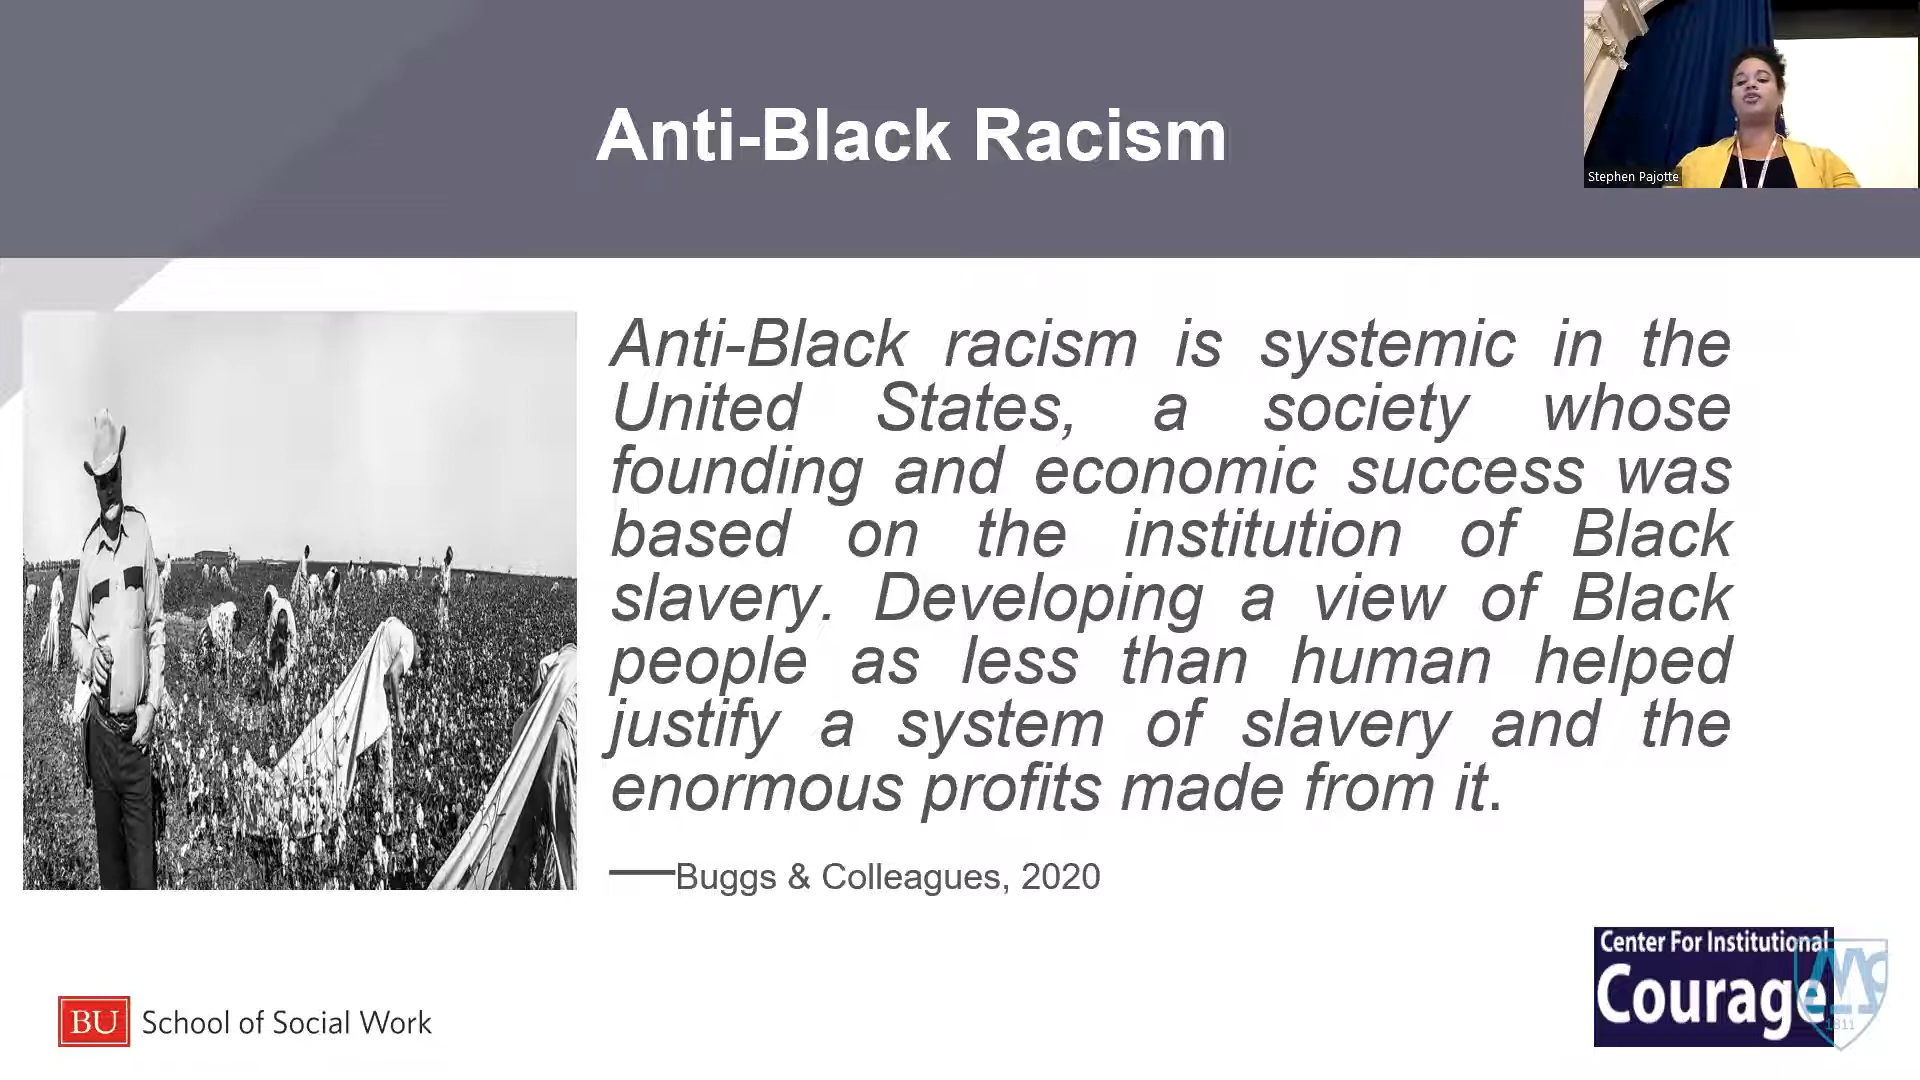 Anti-Black Racism
Stephen Pajotte
Anti-Black racism is systemic in the
United States, a society whose
founding and economic success was
based on the institution of Black
slavery. Developing a view of Black
people as less than human helped
justify a system of slavery and the
enormous profits made from it.
—Buggs & Colleagues, 2020
BU School of Social Work
Center For Institutional
Courage
1811